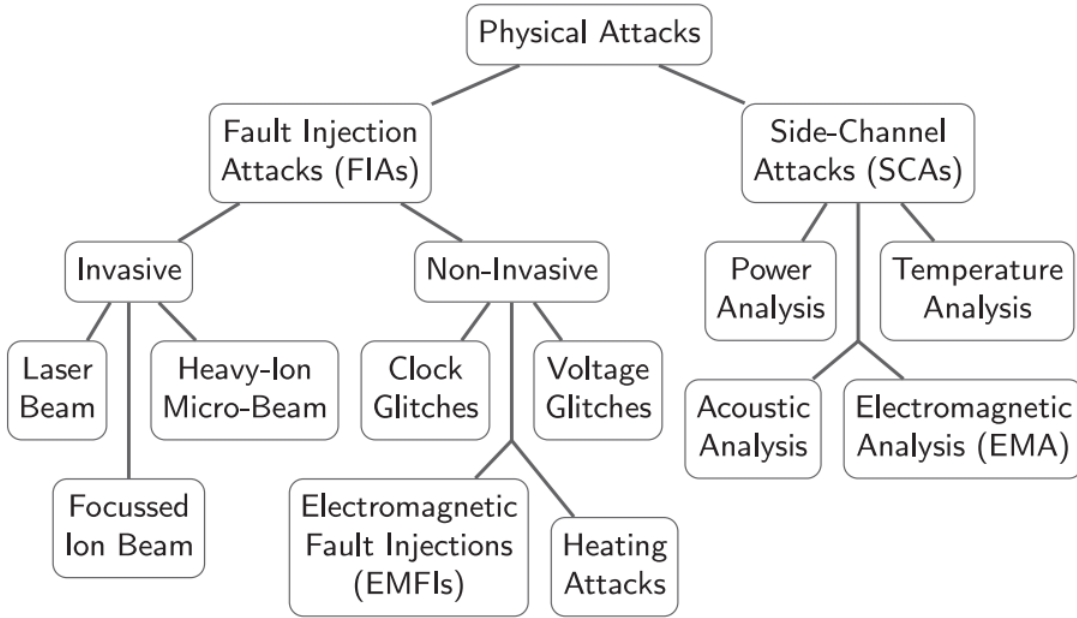 Physical Attacks
Fault Injection
Attacks (FIAs)
Side-Channel
Attacks (SCAs)
Invasive
Non-Invasive
Power
Analysis
Temperature
Analysis
Laser
Beam
Heavy-Ion
Micro-Beam
Clock
Glitches
Voltage
Glitches
Acoustic
Analysis
Electromagnetic
Analysis (EMA)
Focussed
Ion Beam
Electromagnetic
Fault Injections
(EMFIs)
Heating
Attacks